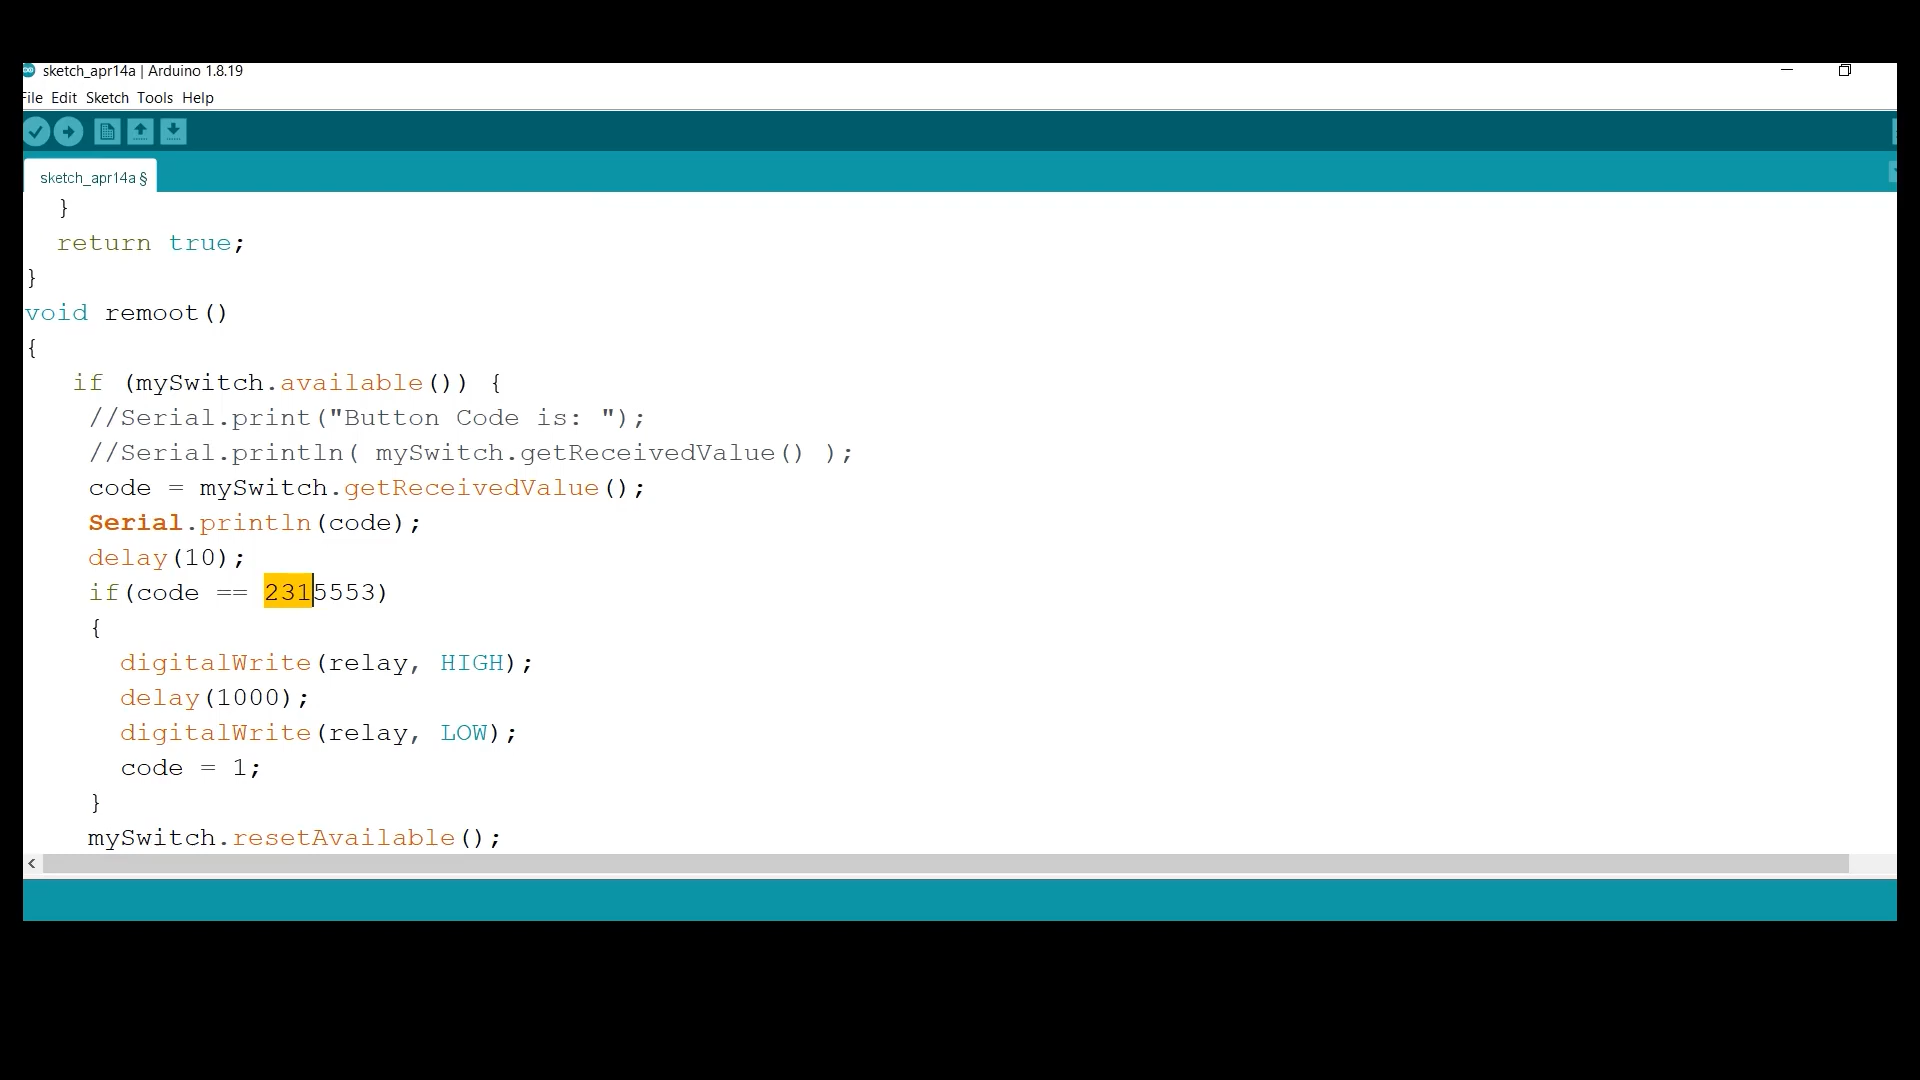 sketch_apr14a | Arduino 1.8.19
File Edit Sketch Tools Help
sketch_apr14a §
}
return true;
}
void remoot()
{
if (mySwitch.available()) {
//Serial.print("Button Code is: ");
//Serial.println( mySwitch.getReceivedValue() );
code = mySwitch.getReceivedValue();
Serial.println(code);
delay(10);
if(code == 2315553)
{
digitalWrite(relay, HIGH);
delay(1000);
digitalWrite(relay, LOW);
code = 1;
}
mySwitch.resetAvailable();